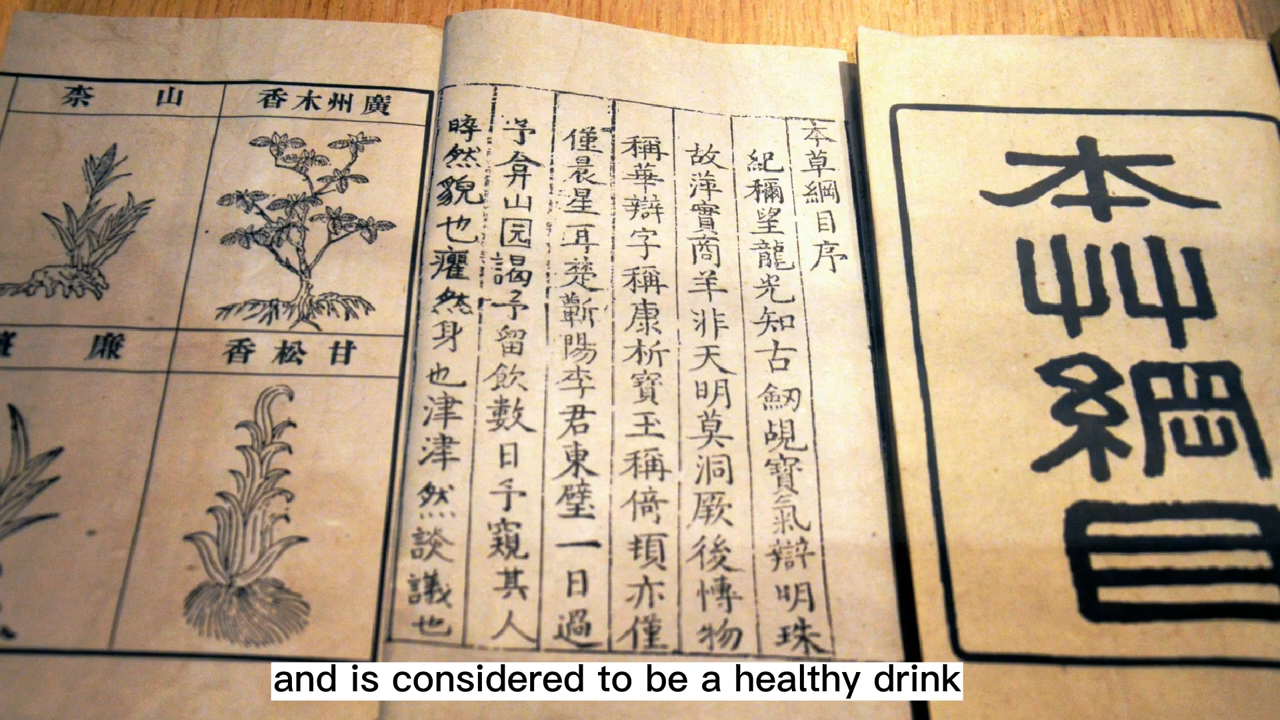 本艸綱目
本草綱目序
紀穪望龍光知古劒覘寶氣辯明珠
故萍實商羊非天明莫洞厥後愽物
稱華辯字稱康析寶玉稱倚頓亦僅
僅晨星耳楚蘄陽李君東璧一日過
予弇山园謁予留飲數日予窺其人
睟然貌也癯然身也津津然談議也
廣州木香
山柰
甘松香
廉
and is considered to be a healthy drink